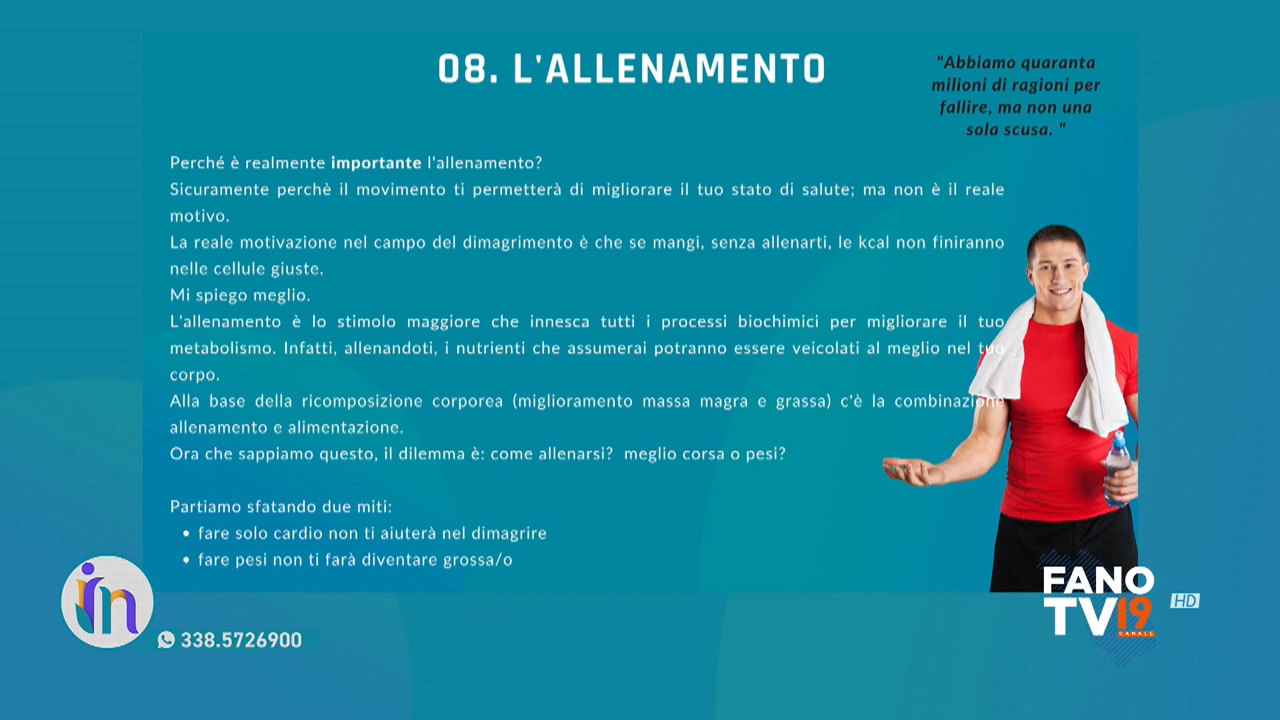 08. L'ALLENAMENTO
"Abbiamo quaranta
milioni di ragioni per
fallire, ma non una
sola scusa. "
Perché è realmente importante l'allenamento?
Sicuramente perchè il movimento ti permetterà di migliorare il tuo stato di salute; ma non è il reale
motivo.
La reale motivazione nel campo del dimagrimento è che se mangi, senza allenarti, le kcal non finiranno
nelle cellule giuste.
Mi spiego meglio.
L'allenamento è lo stimolo maggiore che innesca tutti i processi biochimici per migliorare il tuo
metabolismo. Infatti, allenandoti, i nutrienti che assumerai potranno essere veicolati al meglio nel tuo
corpo.
Alla base della ricomposizione corporea (miglioramento massa magra e grassa) c'è la combinazione
allenamento e alimentazione.
Ora che sappiamo questo, il dilemma è: come allenarsi?  meglio corsa o pesi?
Partiamo sfatando due miti:
• fare solo cardio non ti aiuterà nel dimagrire
• fare pesi non ti farà diventare grossa/o
in
338.5726900
FANO
TV19
CANALE
HD